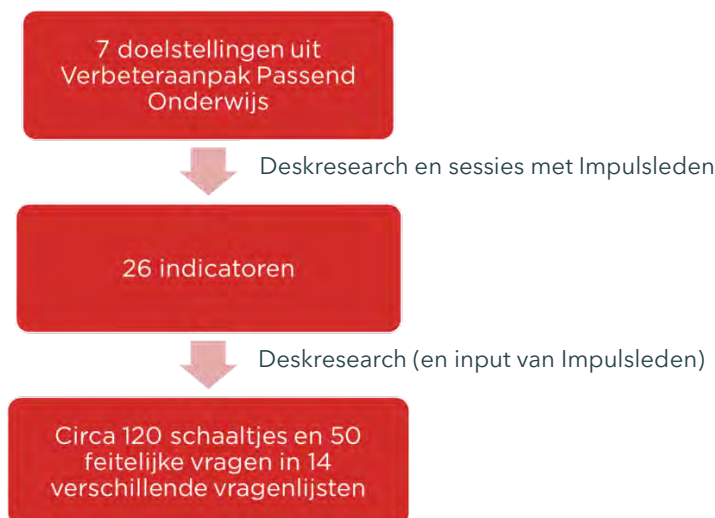 7 doelstellingen uit
Verbeteraanpak Passend
Onderwijs
Deskresearch en sessies met Impulsleden
26 indicatoren
Deskresearch (en input van Impulsleden)
Circa 120 schaaltjes en 50
feitelijke vragen in 14
verschillende vragenlijsten